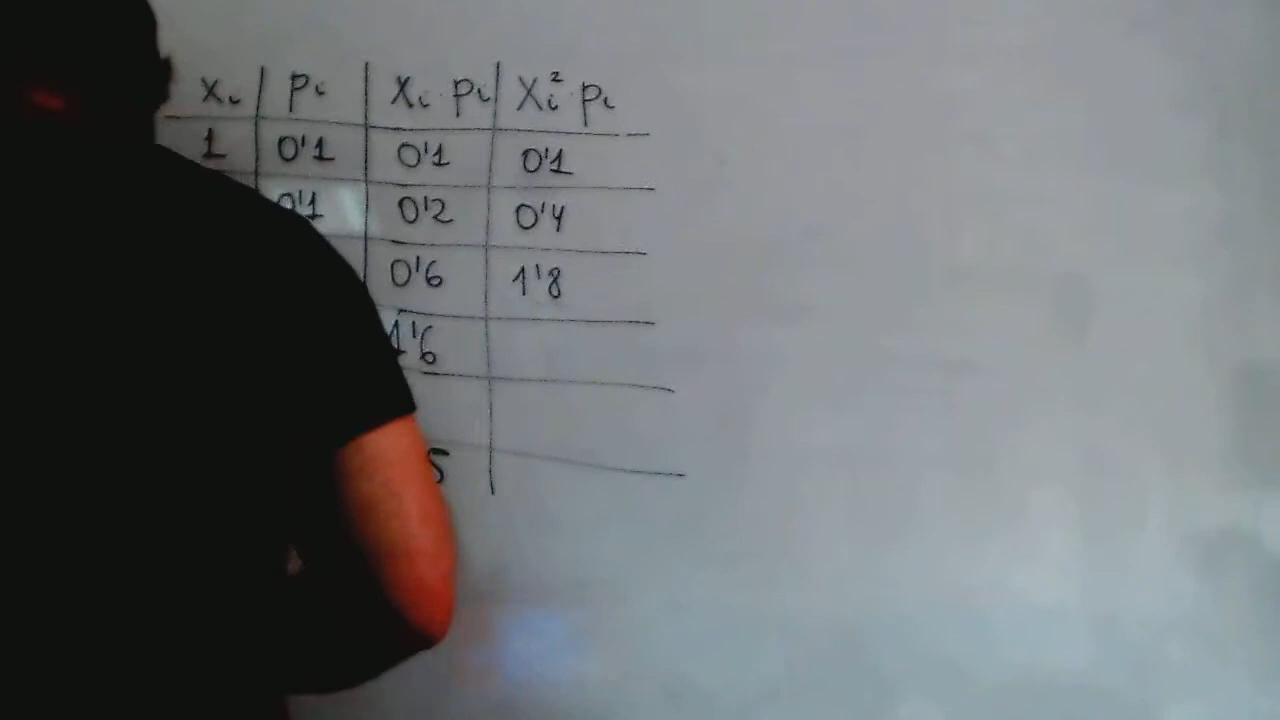 xᵢ pᵢ xᵢ · pᵢ xᵢ² · pᵢ
1 0'1 0'1 0'1
0'1 0'2 0'4
0'6 1'8
1'6
5